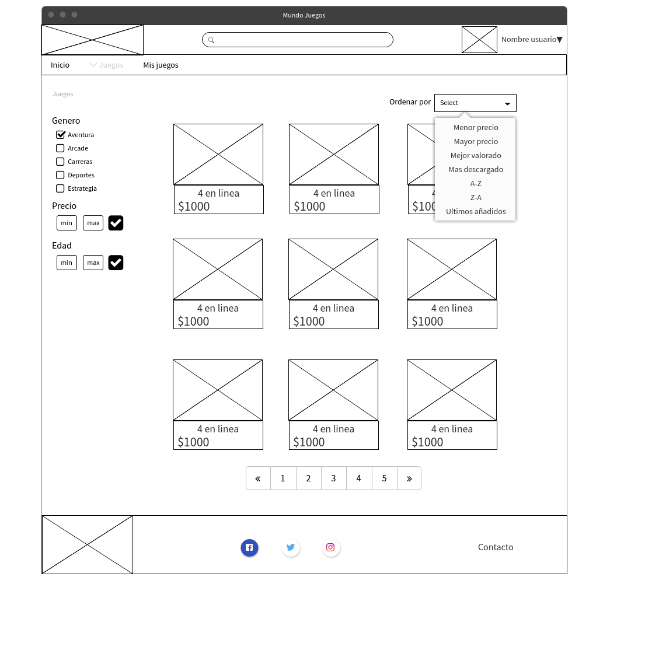 Mundo Juegos
Nombre usuario
Inicio
Juegos
Mis juegos
Juegos
Ordenar por
Select
Menor precio
Mayor precio
Mejor valorado
Mas descargado
A-Z
Z-A
Ultimos añadidos
Genero
Aventura
Arcade
Carreras
Deportes
Estrategia
Precio
min max
Edad
min max
4 en linea
$1000
4 en linea
$1000
4
$10
4 en linea
$1000
4 en linea
$1000
4 en linea
$1000
4 en linea
$1000
4 en linea
$1000
4 en linea
$1000
« 1 2 3 4 5 »
Contacto